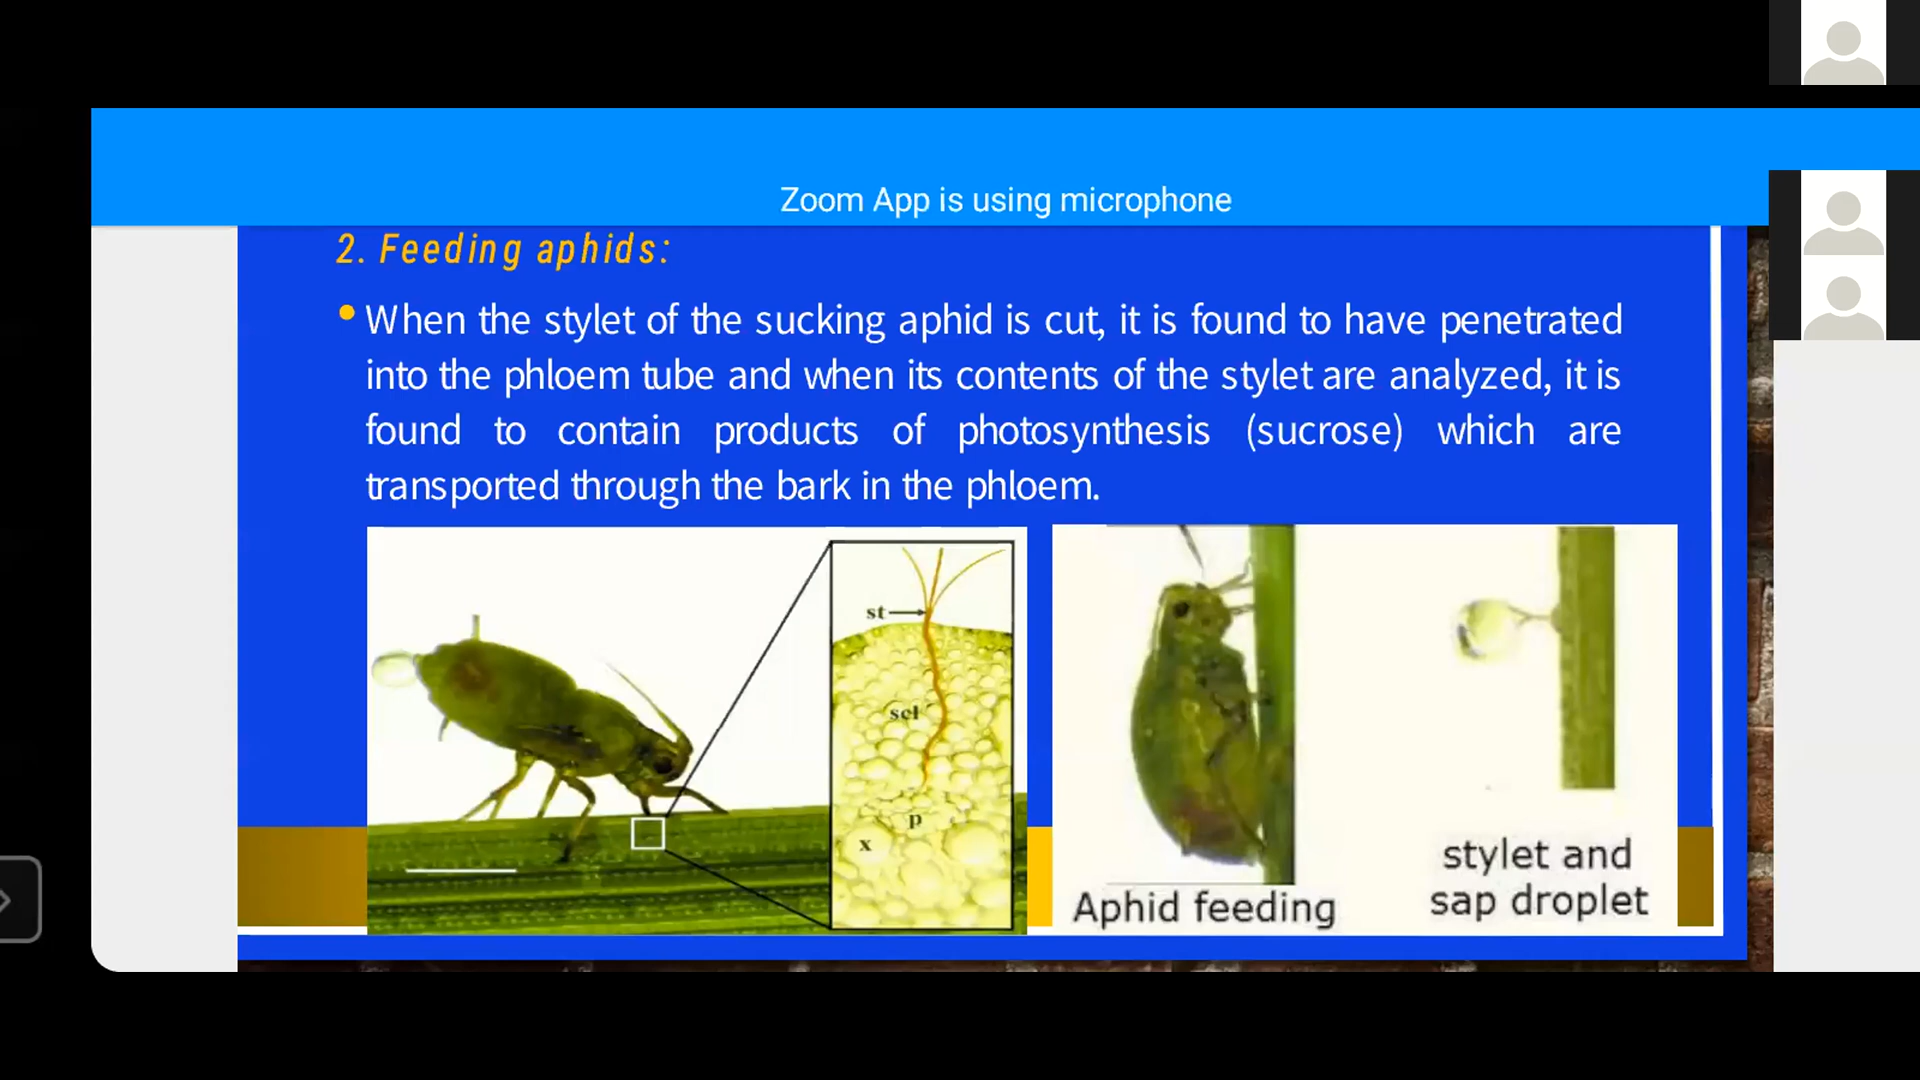 Zoom App is using microphone
2. Feeding aphids:
• When the stylet of the sucking aphid is cut, it is found to have penetrated
into the phloem tube and when its contents of the stylet are analyzed, it is
found to contain products of photosynthesis (sucrose) which are
transported through the bark in the phloem.
st
scl
p
x
Aphid feeding
stylet and
sap droplet